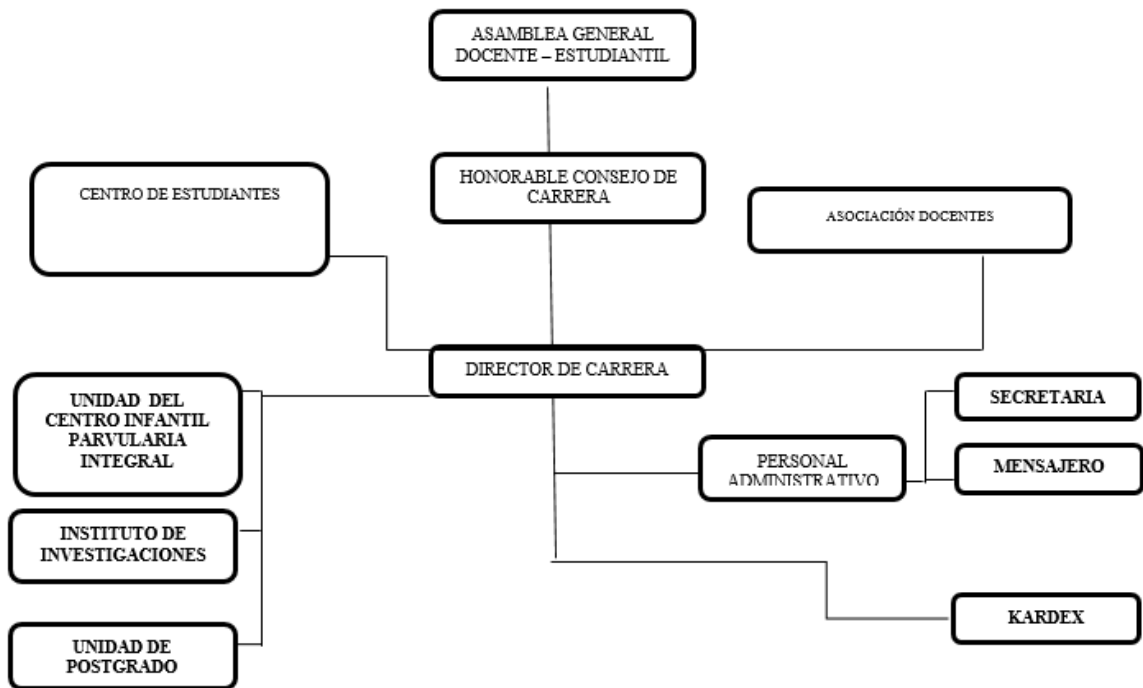 ASAMBLEA GENERAL
DOCENTE – ESTUDIANTIL
HONORABLE CONSEJO DE
CARRERA
CENTRO DE ESTUDIANTES
ASOCIACIÓN DOCENTES
DIRECTOR DE CARRERA
UNIDAD DEL
CENTRO INFANTIL
PARVULARIA
INTEGRAL
SECRETARIA
PERSONAL
ADMINISTRATIVO
MENSAJERO
INSTITUTO DE
INVESTIGACIONES
KARDEX
UNIDAD DE
POSTGRADO